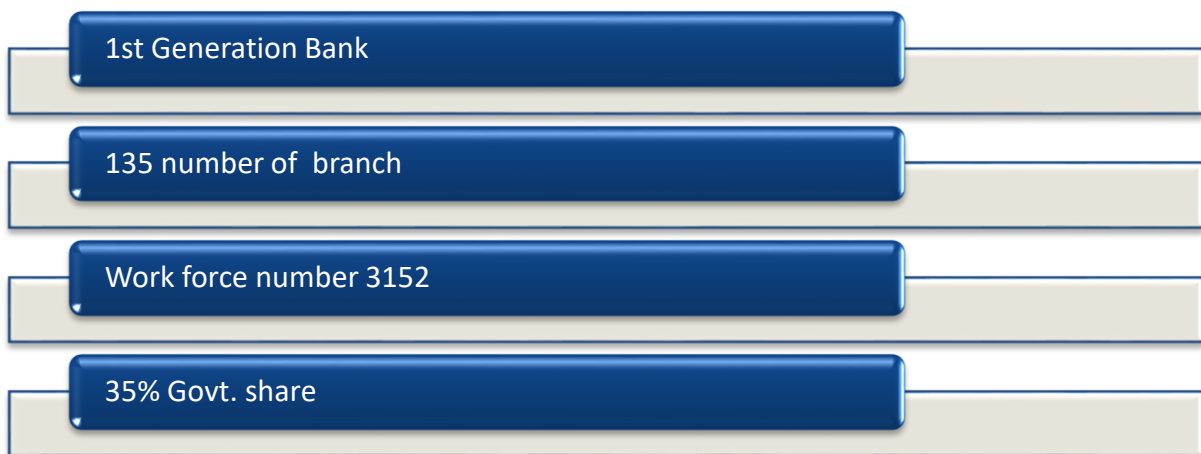 1st Generation Bank
135 number of  branch
Work force number 3152
35% Govt. share